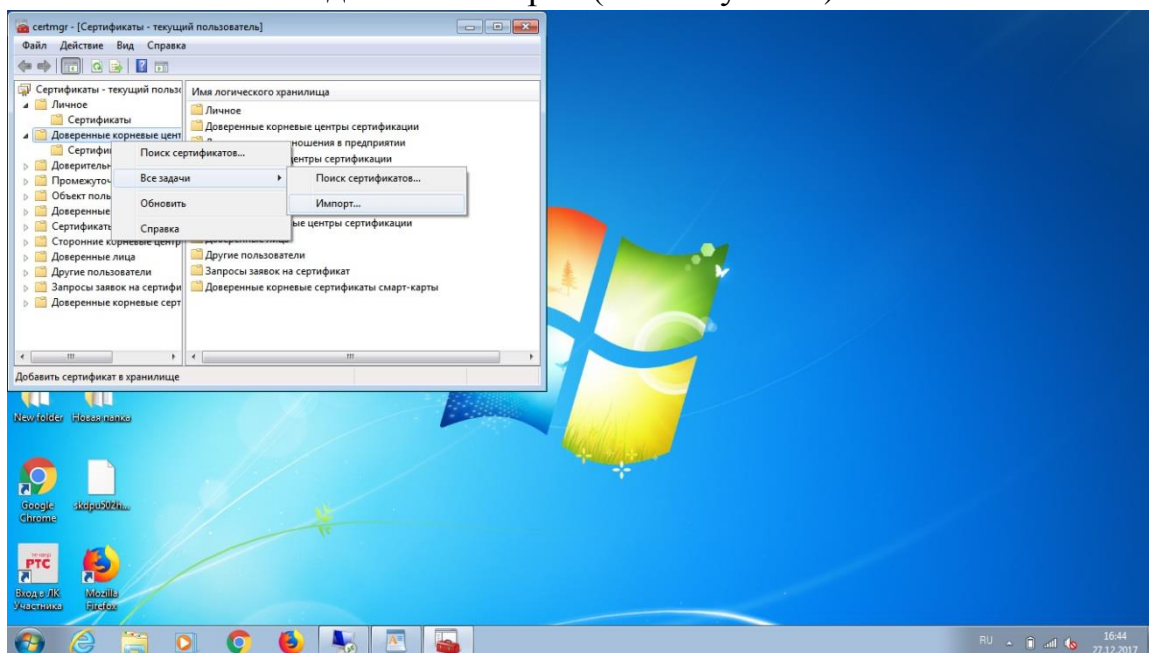 certmgr - [Сертификаты - текущий пользователь]
Файл Действие Вид Справка
Сертификаты - текущий польз
Личное
Сертификаты
Доверенные корневые цент
Сертифи
Доверительн
Промежуточ
Объект поль
Доверенные
Сертификаты
Сторонние корневые центр
Доверенные лица
Другие пользователи
Запросы заявок на сертифи
Доверенные корневые серт
Имя логического хранилища
Личное
Доверенные корневые центры сертификации
ношения в предприятии
центры сертификации
ые центры сертификации
Другие пользователи
Запросы заявок на сертификат
Доверенные корневые сертификаты смарт-карты
Поиск сертификатов...
Все задачи
Обновить
Справка
Поиск сертификатов...
Импорт...
Добавить сертификат в хранилище
New folder
Новая папка
Google Chrome
РТС
Вход в ЛК Участника
Mozilla Firefox
RU
16:44
27.12.2017